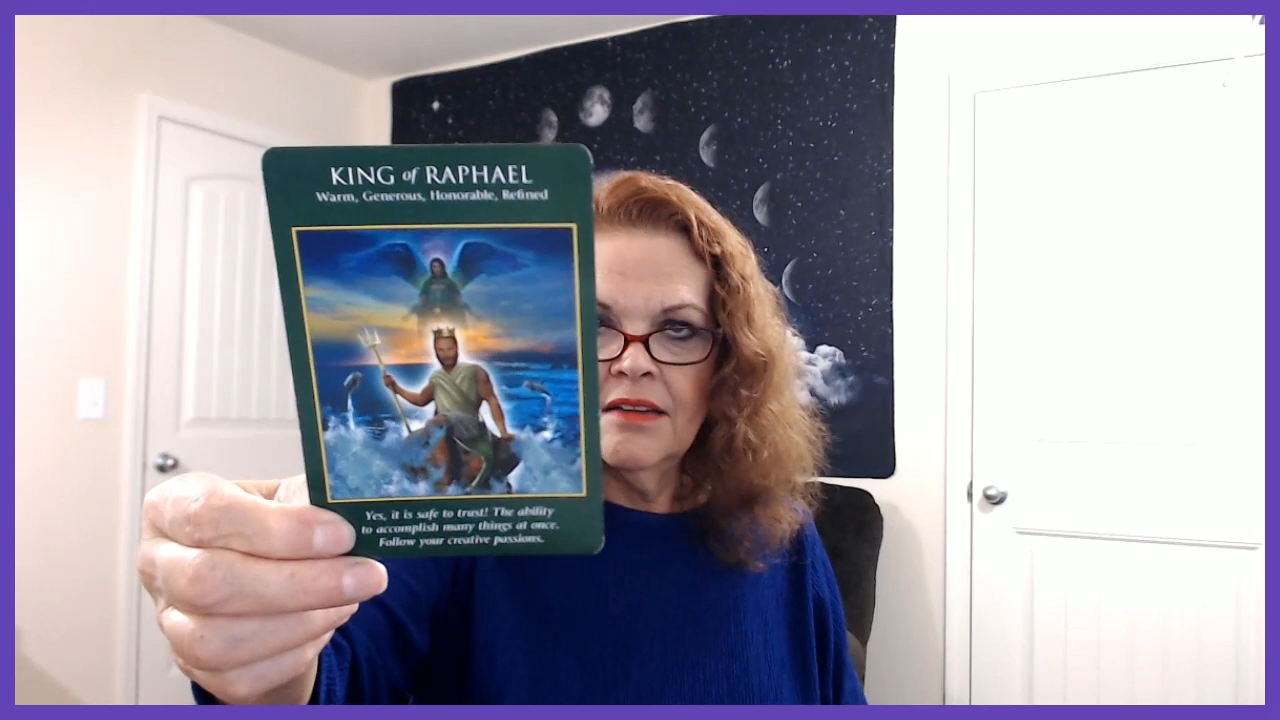 KING of RAPHAEL
Warm, Generous, Honorable, Refined
Yes, it is safe to trust! The ability
to accomplish many things at once.
Follow your creative passions.